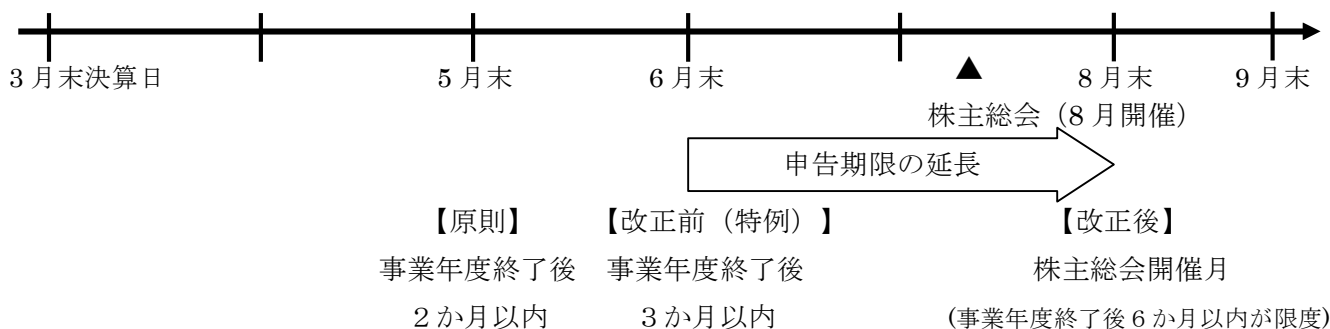 3月末決算日
5月末
6月末
8月末
9月末
▲
株主総会（8月開催）
申告期限の延長
【原則】
事業年度終了後
２か月以内
【改正前（特例）】
事業年度終了後
３か月以内
【改正後】
株主総会開催月
(事業年度終了後６か月以内が限度)